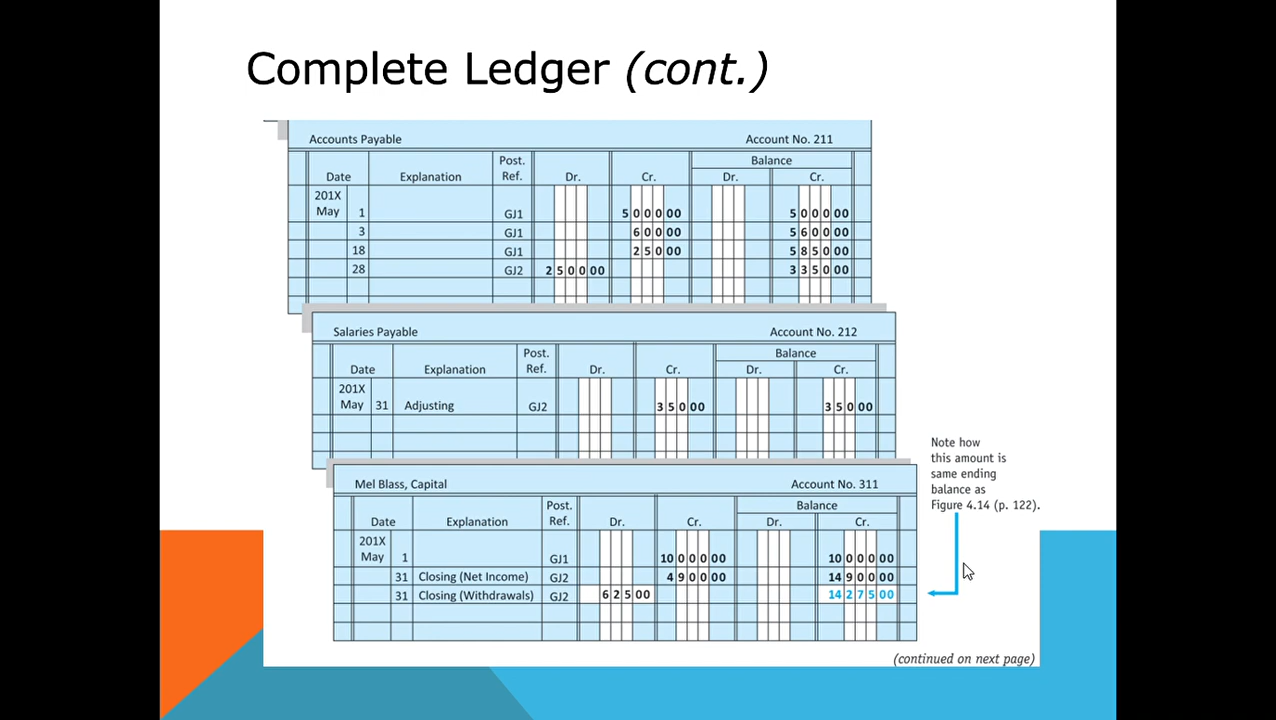 Complete Ledger (cont.)
Accounts Payable Account No. 211
Date Explanation Post. Ref. Dr. Cr. Balance Dr. Cr.
201X
May 1 GJ1 5 0 0 0 00 5 0 0 0 00
3 GJ1 6 0 0 00 5 6 0 0 00
18 GJ1 2 5 0 00 5 8 5 0 00
28 GJ2 2 5 0 0 00 3 3 5 0 00
Salaries Payable Account No. 212
Date Explanation Post. Ref. Dr. Cr. Balance Dr. Cr.
201X
May 31 Adjusting GJ2 3 5 0 00 3 5 0 00
Mel Blass, Capital Account No. 311
Date Explanation Post. Ref. Dr. Cr. Balance Dr. Cr.
201X
May 1 GJ1 10 0 0 0 00 10 0 0 0 00
31 Closing (Net Income) GJ2 4 9 0 0 00 14 9 0 0 00
31 Closing (Withdrawals) GJ2 6 2 5 00 14 2 7 5 00
Note how
this amount is
same ending
balance as
Figure 4.14 (p. 122).
(continued on next page)